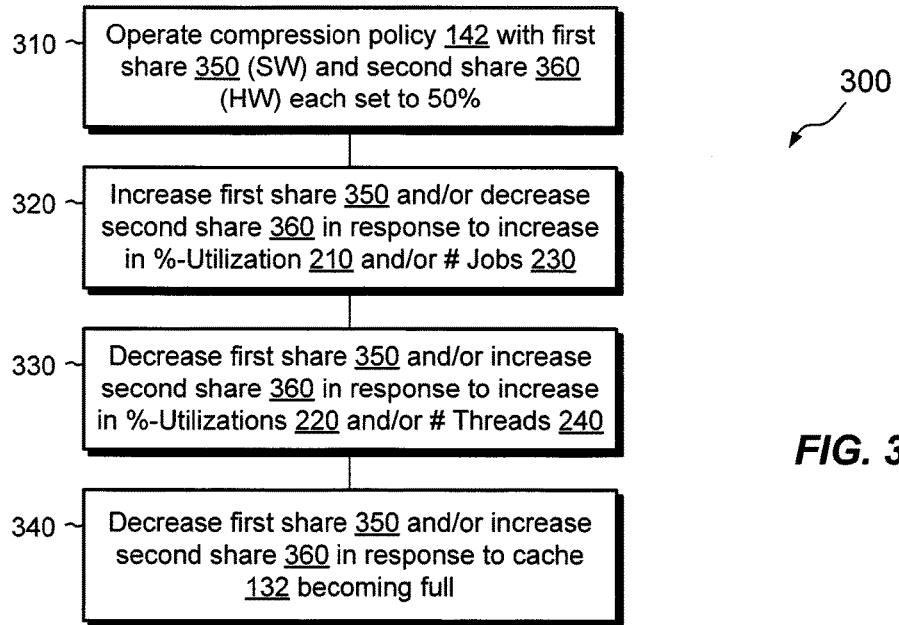 310
Operate compression policy 142 with first
share 350 (SW) and second share 360
(HW) each set to 50%
300
320
Increase first share 350 and/or decrease
second share 360 in response to increase
in %-Utilization 210 and/or # Jobs 230
330
Decrease first share 350 and/or increase
second share 360 in response to increase
in %-Utilizations 220 and/or # Threads 240
FIG. 3
340
Decrease first share 350 and/or increase
second share 360 in response to cache
132 becoming full